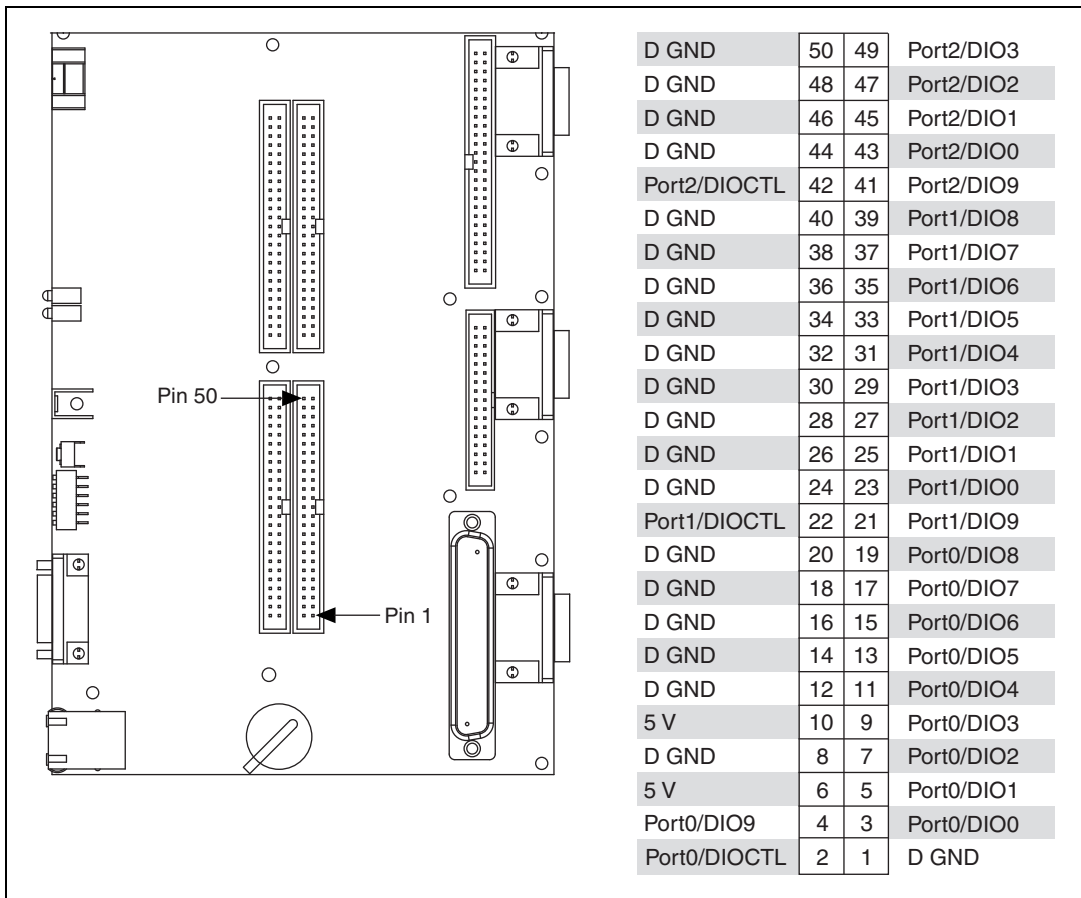 Pin 50
Pin 1
D GND 50 49 Port2/DIO3
D GND 48 47 Port2/DIO2
D GND 46 45 Port2/DIO1
D GND 44 43 Port2/DIO0
Port2/DIOCTL 42 41 Port2/DIO9
D GND 40 39 Port1/DIO8
D GND 38 37 Port1/DIO7
D GND 36 35 Port1/DIO6
D GND 34 33 Port1/DIO5
D GND 32 31 Port1/DIO4
D GND 30 29 Port1/DIO3
D GND 28 27 Port1/DIO2
D GND 26 25 Port1/DIO1
D GND 24 23 Port1/DIO0
Port1/DIOCTL 22 21 Port1/DIO9
D GND 20 19 Port0/DIO8
D GND 18 17 Port0/DIO7
D GND 16 15 Port0/DIO6
D GND 14 13 Port0/DIO5
D GND 12 11 Port0/DIO4
5 V 10 9 Port0/DIO3
D GND 8 7 Port0/DIO2
5 V 6 5 Port0/DIO1
Port0/DIO9 4 3 Port0/DIO0
Port0/DIOCTL 2 1 D GND